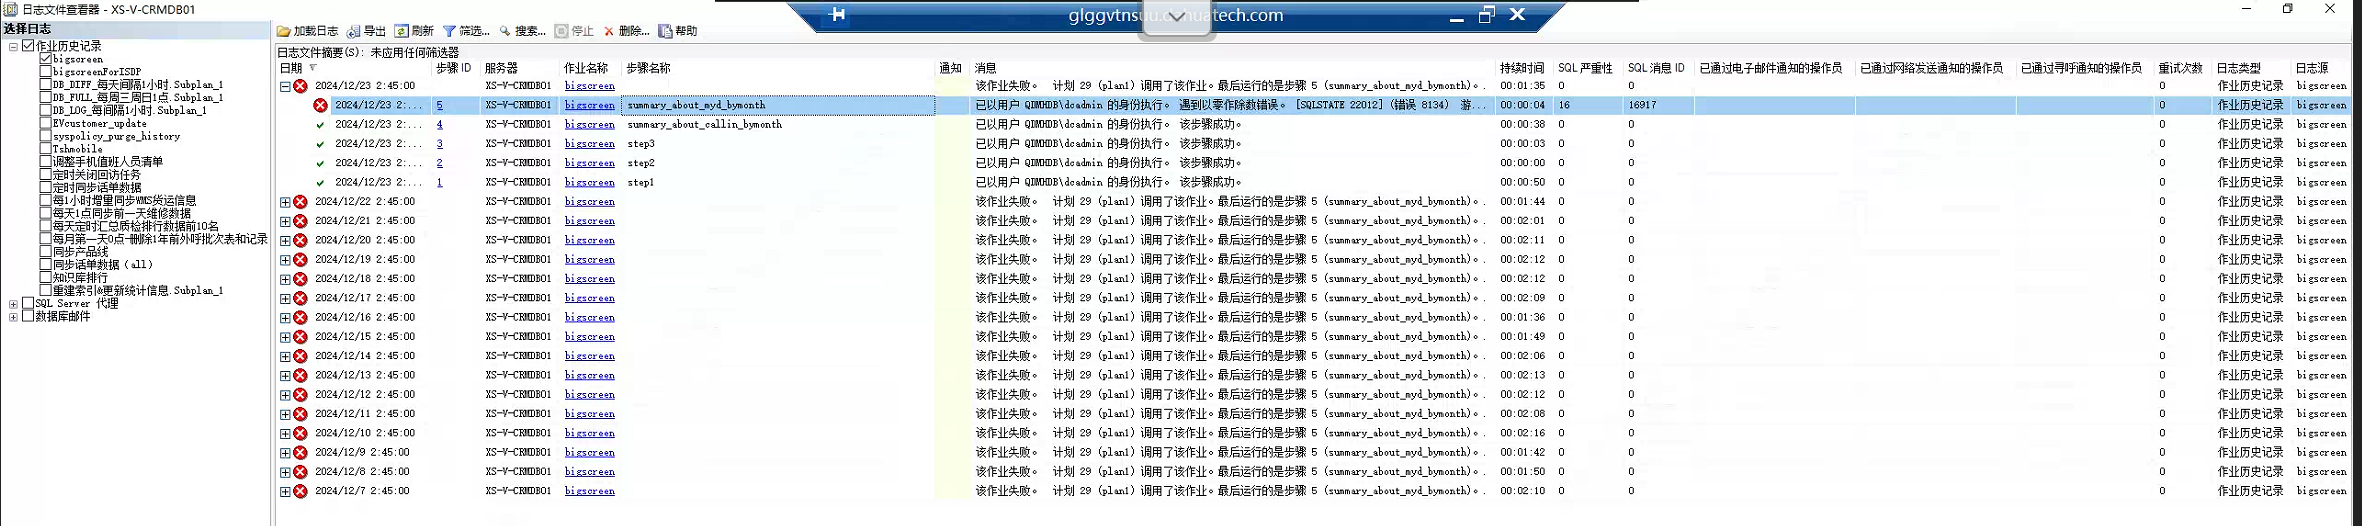 日志文件查看器 - XS-V-CRMDB01
选择日志
作业历史记录
bigscreen
bigscreenForISDP
DB_DIFF_每天间隔1小时.Subplan_1
DB_FULL_每周三周日1点.Subplan_1
DB_LOG_每间隔1小时.Subplan_1
EVcustomer_update
syspolicy_purge_history
Tshmobile
调整手机值班人员清单
定时关闭回访任务
定时同步话单数据
每1小时增量同步WMS货运信息
每天1点同步前一天维修数据
每天定时汇总质检排行数据前10名
每月第一天0点-删除1年前外呼批次表和记录
同步产品线
同步话单数据（all）
知识库排行
重建索引&更新统计信息.Subplan_1
SQL Server 代理
数据库邮件
加载日志 导出 刷新 筛选... 搜索... 停止 删除... 帮助
日志文件摘要(S): 未应用任何筛选器
日期 步骤 ID 服务器 作业名称 步骤名称 通知 消息 持续时间 SQL 严重性 SQL 消息 ID 已通过电子邮件通知的操作员 已通过网络发送通知的操作员 已通过寻呼通知的操作员 重试次数 日志类型 日志源
2024/12/23 2:45:00 XS-V-CRMDB01 bigscreen 该作业失败。 计划 29 (plan1) 调用了该作业。最后运行的是步骤 5 (summary_about_myd_bymonth)。. 00:01:35 0 0 0 作业历史记录 bigscreen
2024/12/23 2:... 5 XS-V-CRMDB01 bigscreen summary_about_myd_bymonth 已以用户 QDMHDB\dcadmin 的身份执行。 遇到以零作除数错误。 [SQLSTATE 22012] (错误 8134) 游... 00:00:04 16 16917 0 作业历史记录 bigscreen
2024/12/23 2:... 4 XS-V-CRMDB01 bigscreen summary_about_callin_bymonth 已以用户 QDMHDB\dcadmin 的身份执行。 该步骤成功。 00:00:38 0 0 0 作业历史记录 bigscreen
2024/12/23 2:... 3 XS-V-CRMDB01 bigscreen step3 已以用户 QDMHDB\dcadmin 的身份执行。 该步骤成功。 00:00:03 0 0 0 作业历史记录 bigscreen
2024/12/23 2:... 2 XS-V-CRMDB01 bigscreen step2 已以用户 QDMHDB\dcadmin 的身份执行。 该步骤成功。 00:00:00 0 0 0 作业历史记录 bigscreen
2024/12/23 2:... 1 XS-V-CRMDB01 bigscreen step1 已以用户 QDMHDB\dcadmin 的身份执行。 该步骤成功。 00:00:50 0 0 0 作业历史记录 bigscreen
2024/12/22 2:45:00 XS-V-CRMDB01 bigscreen 该作业失败。 计划 29 (plan1) 调用了该作业。最后运行的是步骤 5 (summary_about_myd_bymonth)。. 00:01:44 0 0 0 作业历史记录 bigscreen
2024/12/21 2:45:00 XS-V-CRMDB01 bigscreen 该作业失败。 计划 29 (plan1) 调用了该作业。最后运行的是步骤 5 (summary_about_myd_bymonth)。. 00:02:01 0 0 0 作业历史记录 bigscreen
2024/12/20 2:45:00 XS-V-CRMDB01 bigscreen 该作业失败。 计划 29 (plan1) 调用了该作业。最后运行的是步骤 5 (summary_about_myd_bymonth)。. 00:02:11 0 0 0 作业历史记录 bigscreen
2024/12/19 2:45:00 XS-V-CRMDB01 bigscreen 该作业失败。 计划 29 (plan1) 调用了该作业。最后运行的是步骤 5 (summary_about_myd_bymonth)。. 00:02:12 0 0 0 作业历史记录 bigscreen
2024/12/18 2:45:00 XS-V-CRMDB01 bigscreen 该作业失败。 计划 29 (plan1) 调用了该作业。最后运行的是步骤 5 (summary_about_myd_bymonth)。. 00:02:12 0 0 0 作业历史记录 bigscreen
2024/12/17 2:45:00 XS-V-CRMDB01 bigscreen 该作业失败。 计划 29 (plan1) 调用了该作业。最后运行的是步骤 5 (summary_about_myd_bymonth)。. 00:02:09 0 0 0 作业历史记录 bigscreen
2024/12/16 2:45:00 XS-V-CRMDB01 bigscreen 该作业失败。 计划 29 (plan1) 调用了该作业。最后运行的是步骤 5 (summary_about_myd_bymonth)。. 00:01:36 0 0 0 作业历史记录 bigscreen
2024/12/15 2:45:00 XS-V-CRMDB01 bigscreen 该作业失败。 计划 29 (plan1) 调用了该作业。最后运行的是步骤 5 (summary_about_myd_bymonth)。. 00:01:49 0 0 0 作业历史记录 bigscreen
2024/12/14 2:45:00 XS-V-CRMDB01 bigscreen 该作业失败。 计划 29 (plan1) 调用了该作业。最后运行的是步骤 5 (summary_about_myd_bymonth)。. 00:02:06 0 0 0 作业历史记录 bigscreen
2024/12/13 2:45:00 XS-V-CRMDB01 bigscreen 该作业失败。 计划 29 (plan1) 调用了该作业。最后运行的是步骤 5 (summary_about_myd_bymonth)。. 00:02:13 0 0 0 作业历史记录 bigscreen
2024/12/12 2:45:00 XS-V-CRMDB01 bigscreen 该作业失败。 计划 29 (plan1) 调用了该作业。最后运行的是步骤 5 (summary_about_myd_bymonth)。. 00:02:12 0 0 0 作业历史记录 bigscreen
2024/12/11 2:45:00 XS-V-CRMDB01 bigscreen 该作业失败。 计划 29 (plan1) 调用了该作业。最后运行的是步骤 5 (summary_about_myd_bymonth)。. 00:02:08 0 0 0 作业历史记录 bigscreen
2024/12/10 2:45:00 XS-V-CRMDB01 bigscreen 该作业失败。 计划 29 (plan1) 调用了该作业。最后运行的是步骤 5 (summary_about_myd_bymonth)。. 00:02:16 0 0 0 作业历史记录 bigscreen
2024/12/9 2:45:00 XS-V-CRMDB01 bigscreen 该作业失败。 计划 29 (plan1) 调用了该作业。最后运行的是步骤 5 (summary_about_myd_bymonth)。. 00:01:42 0 0 0 作业历史记录 bigscreen
2024/12/8 2:45:00 XS-V-CRMDB01 bigscreen 该作业失败。 计划 29 (plan1) 调用了该作业。最后运行的是步骤 5 (summary_about_myd_bymonth)。. 00:01:50 0 0 0 作业历史记录 bigscreen
2024/12/7 2:45:00 XS-V-CRMDB01 bigscreen 该作业失败。 计划 29 (plan1) 调用了该作业。最后运行的是步骤 5 (summary_about_myd_bymonth)。. 00:02:10 0 0 0 作业历史记录 bigscreen